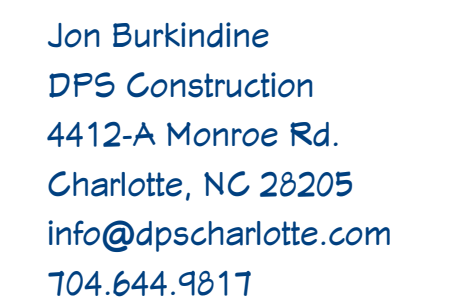 Jon Burkindine
DPS Construction
4412-A Monroe Rd.
Charlotte, NC 28205
info@dpscharlotte.com
704.644.9817